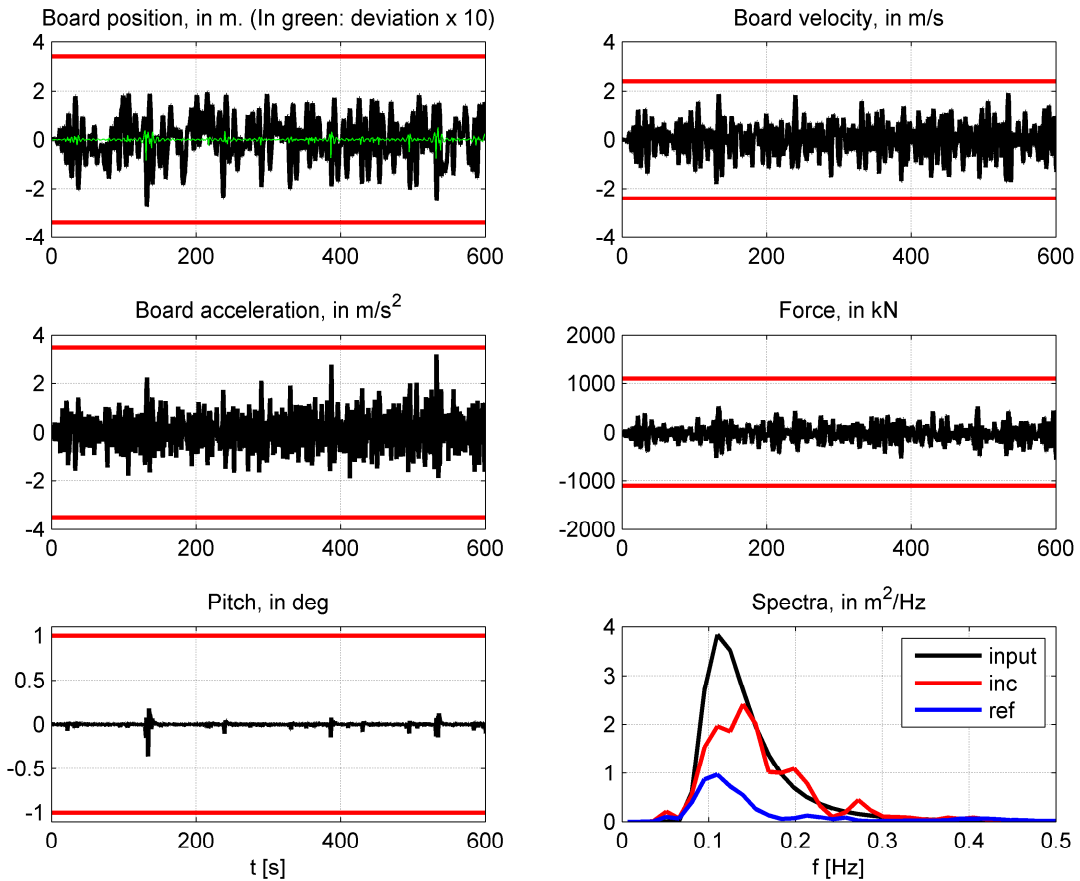 Board position, in m. (In green: deviation x 10)
4
2
0
-2
-4
0 200 400 600
Board velocity, in m/s
4
2
0
-2
-4
0 200 400 600
Board acceleration, in m/s2
4
2
0
-2
-4
0 200 400 600
Force, in kN
2000
1000
0
-1000
-2000
0 200 400 600
Pitch, in deg
1
0.5
0
-0.5
-1
t [s]
Spectra, in m2/Hz
4
3
2
1
0
input
inc
ref
0 0.1 0.2 0.3 0.4 0.5
f [Hz]